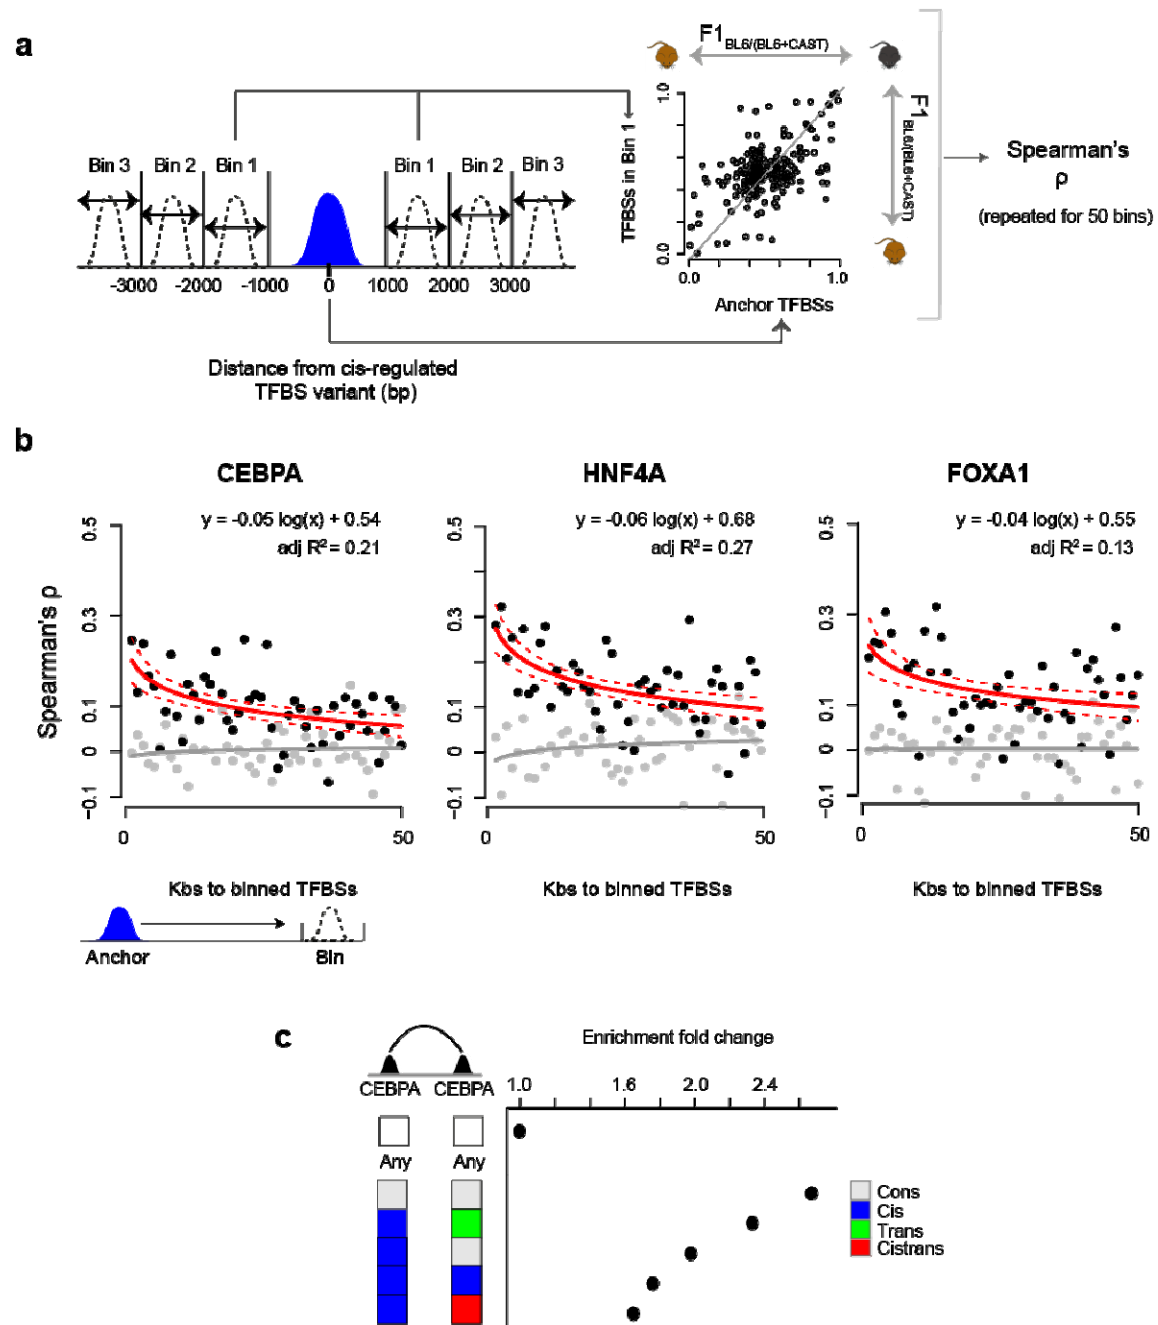 a
F1 BL6/(BL6+CAST)
Bin 3 Bin 2 Bin 1 Bin 1 Bin 2 Bin 3
-3000 -2000 -1000 0 1000 2000 3000
Distance from cis-regulated
TFBS variant (bp)
TFBSs in Bin 1
1.0
0.0
0.0 1.0
Anchor TFBSs
F1 BL6/(BL6+CAST)
Spearman's
ρ
(repeated for 50 bins)
b
CEBPA
y = -0.05 log(x) + 0.54
adj R² = 0.21
Spearman's ρ
0.5
0.3
0.1
0
−0.1
0 50
Kbs to binned TFBSs
HNF4A
y = -0.06 log(x) + 0.68
adj R² = 0.27
0.5
0.3
0.1
0
−0.1
0 50
Kbs to binned TFBSs
FOXA1
y = -0.04 log(x) + 0.55
adj R² = 0.13
0.5
0.3
0.1
0
−0.1
0 50
Kbs to binned TFBSs
Anchor Bin
c
Enrichment fold change
CEBPA CEBPA
1.0 1.6 2.0 2.4
Any Any
Cons
Cis
Trans
Cistrans